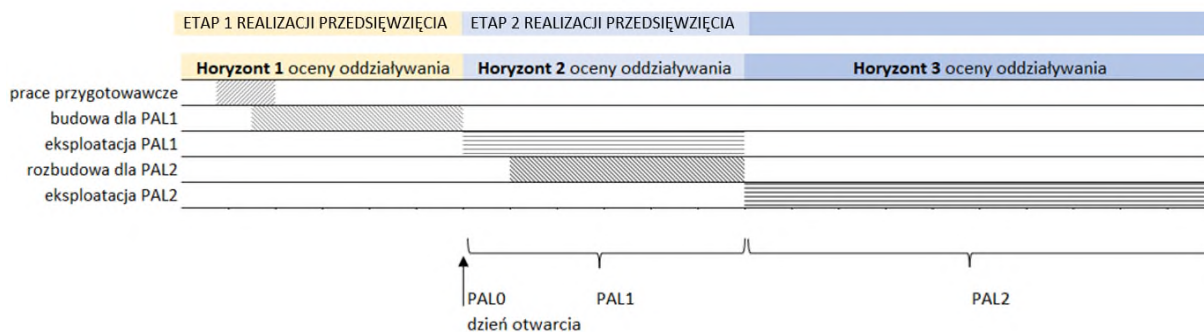 ETAP 1 REALIZACJI PRZEDSIĘWZIĘCIA ETAP 2 REALIZACJI PRZEDSIĘWZIĘCIA
Horyzont 1 oceny oddziaływania Horyzont 2 oceny oddziaływania Horyzont 3 oceny oddziaływania
prace przygotowawcze
budowa dla PAL1
eksploatacja PAL1
rozbudowa dla PAL2
eksploatacja PAL2
PAL0 PAL1 PAL2
dzień otwarcia